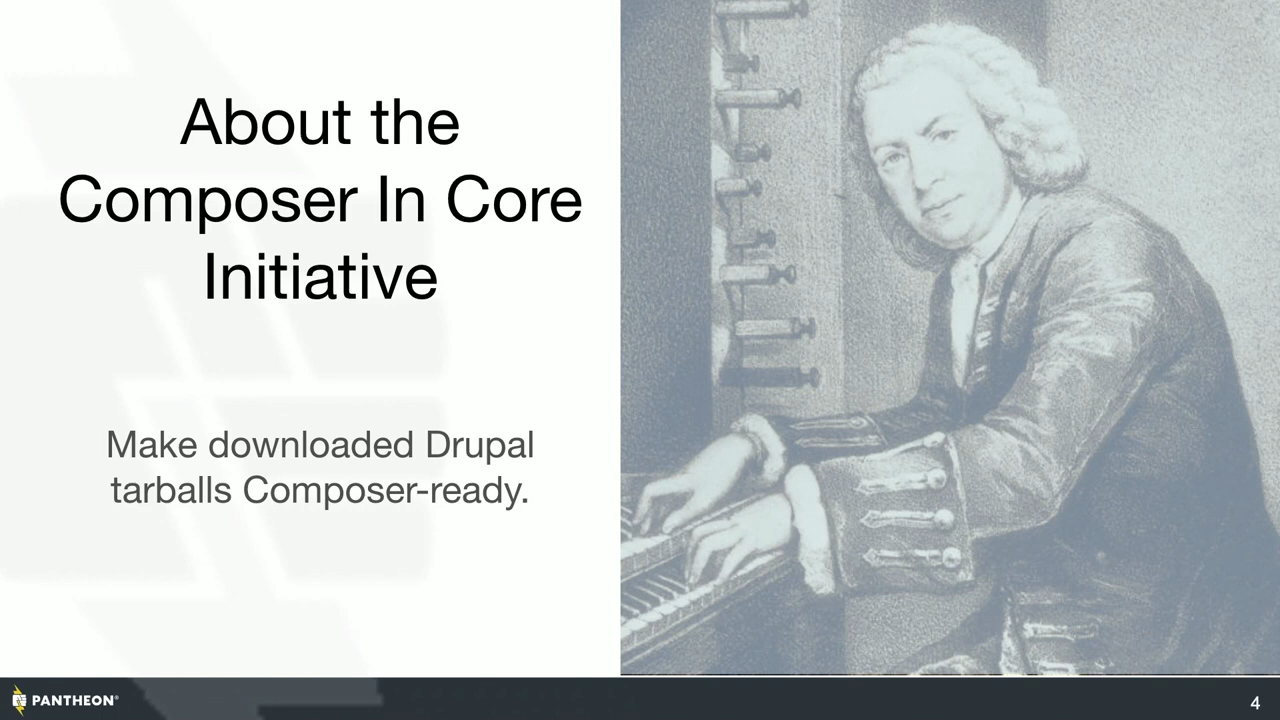 About the
Composer In Core
Initiative
Make downloaded Drupal
tarballs Composer-ready.
PANTHEON®
4